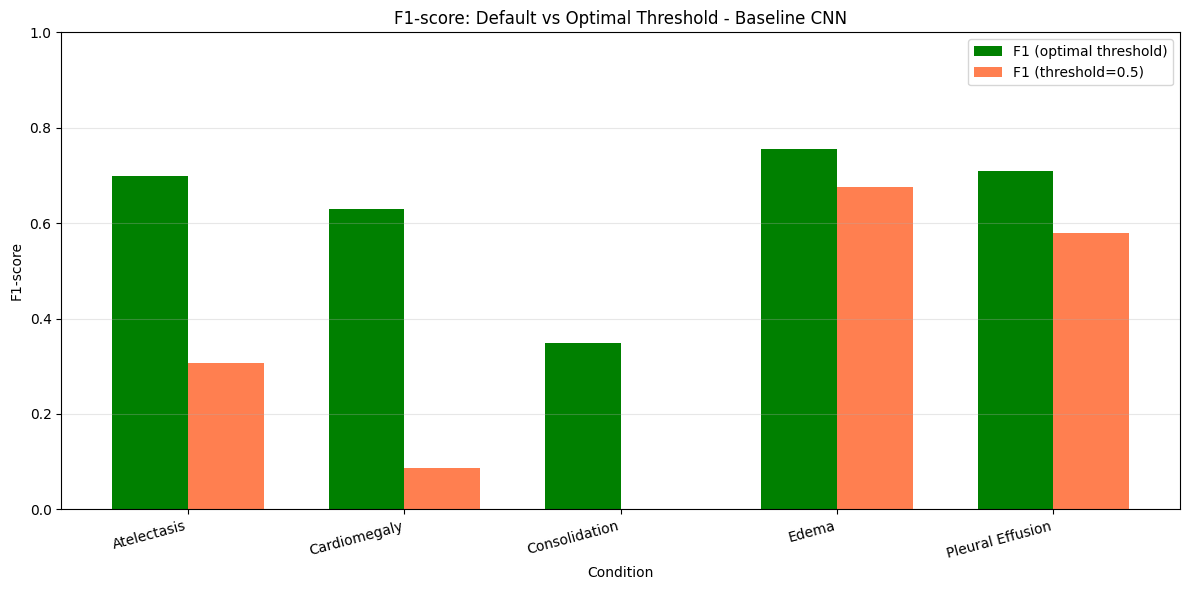 F1-score: Default vs Optimal Threshold - Baseline CNN
F1 (optimal threshold)
F1 (threshold=0.5)
F1-score
1.0
0.8
0.6
0.4
0.2
0.0
Atelectasis
Cardiomegaly
Consolidation
Edema
Pleural Effusion
Condition